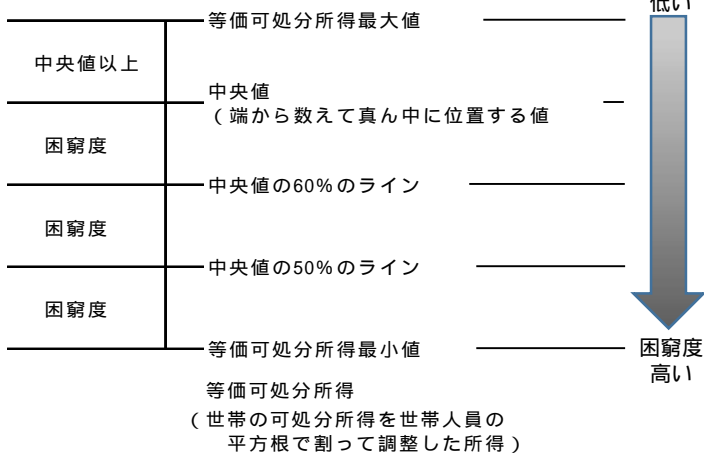 低い
等価可処分所得最大値
中央値以上
中央値
(端から数えて真ん中に位置する値
困窮度
中央値の60%のライン
困窮度
中央値の50%のライン
困窮度
等価可処分所得最小値
困窮度
高い
等価可処分所得
(世帯の可処分所得を世帯人員の
平方根で割って調整した所得)